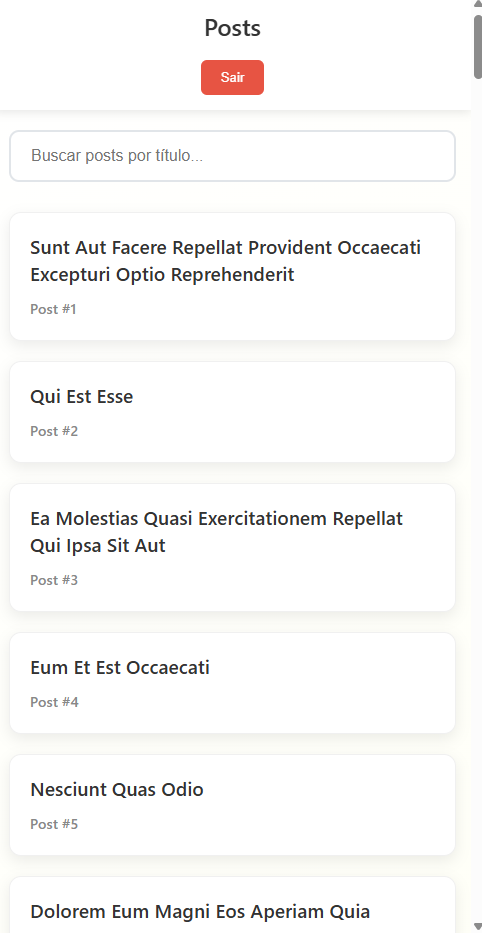 Posts
Sair
Buscar posts por título...
Sunt Aut Facere Repellat Provident Occaecati
Excepturi Optio Reprehenderit
Post #1
Qui Est Esse
Post #2
Ea Molestias Quasi Exercitationem Repellat
Qui Ipsa Sit Aut
Post #3
Eum Et Est Occaecati
Post #4
Nesciunt Quas Odio
Post #5
Dolorem Eum Magni Eos Aperiam Quia